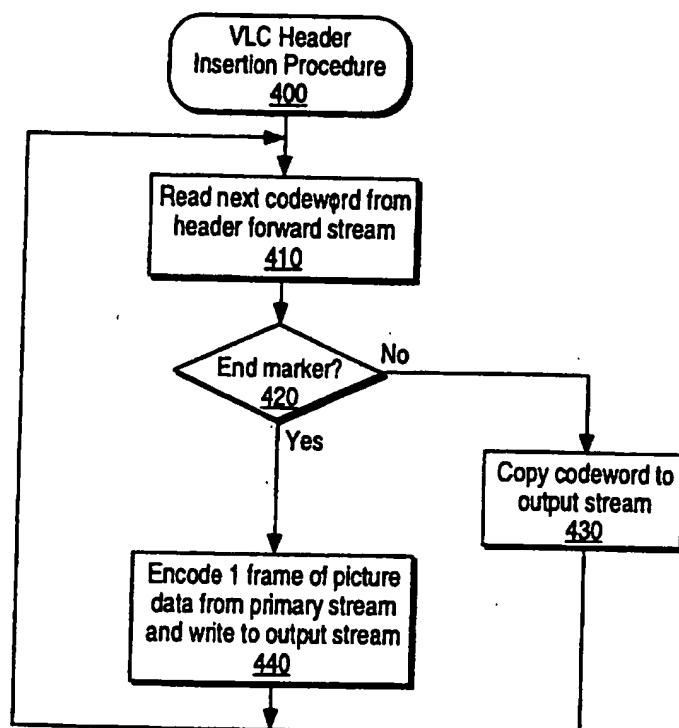 VLC Header
Insertion Procedure
400
Read next codeword from
header forward stream
410
End marker?
420
No
Yes
Copy codeword to
output stream
430
Encode 1 frame of picture
data from primary stream
and write to output stream
440